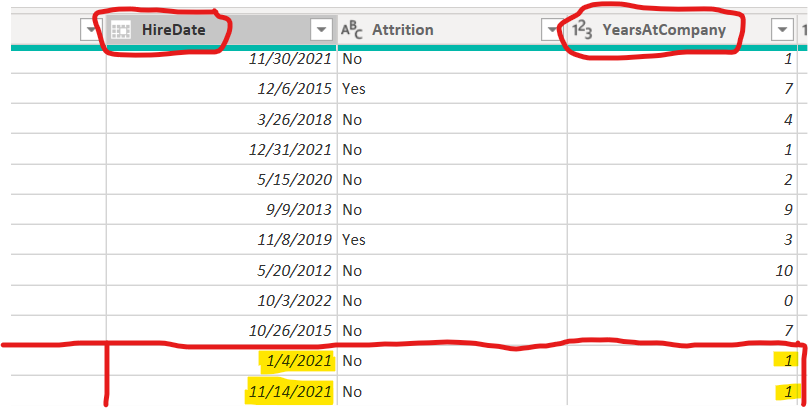 HireDate ABC Attrition 123 YearsAtCompany 1
11/30/2021 No 1
12/6/2015 Yes 7
3/26/2018 No 4
12/31/2021 No 1
5/15/2020 No 2
9/9/2013 No 9
11/8/2019 Yes 3
5/20/2012 No 10
10/3/2022 No 0
10/26/2015 No 7
1/4/2021 No 1
11/14/2021 No 1